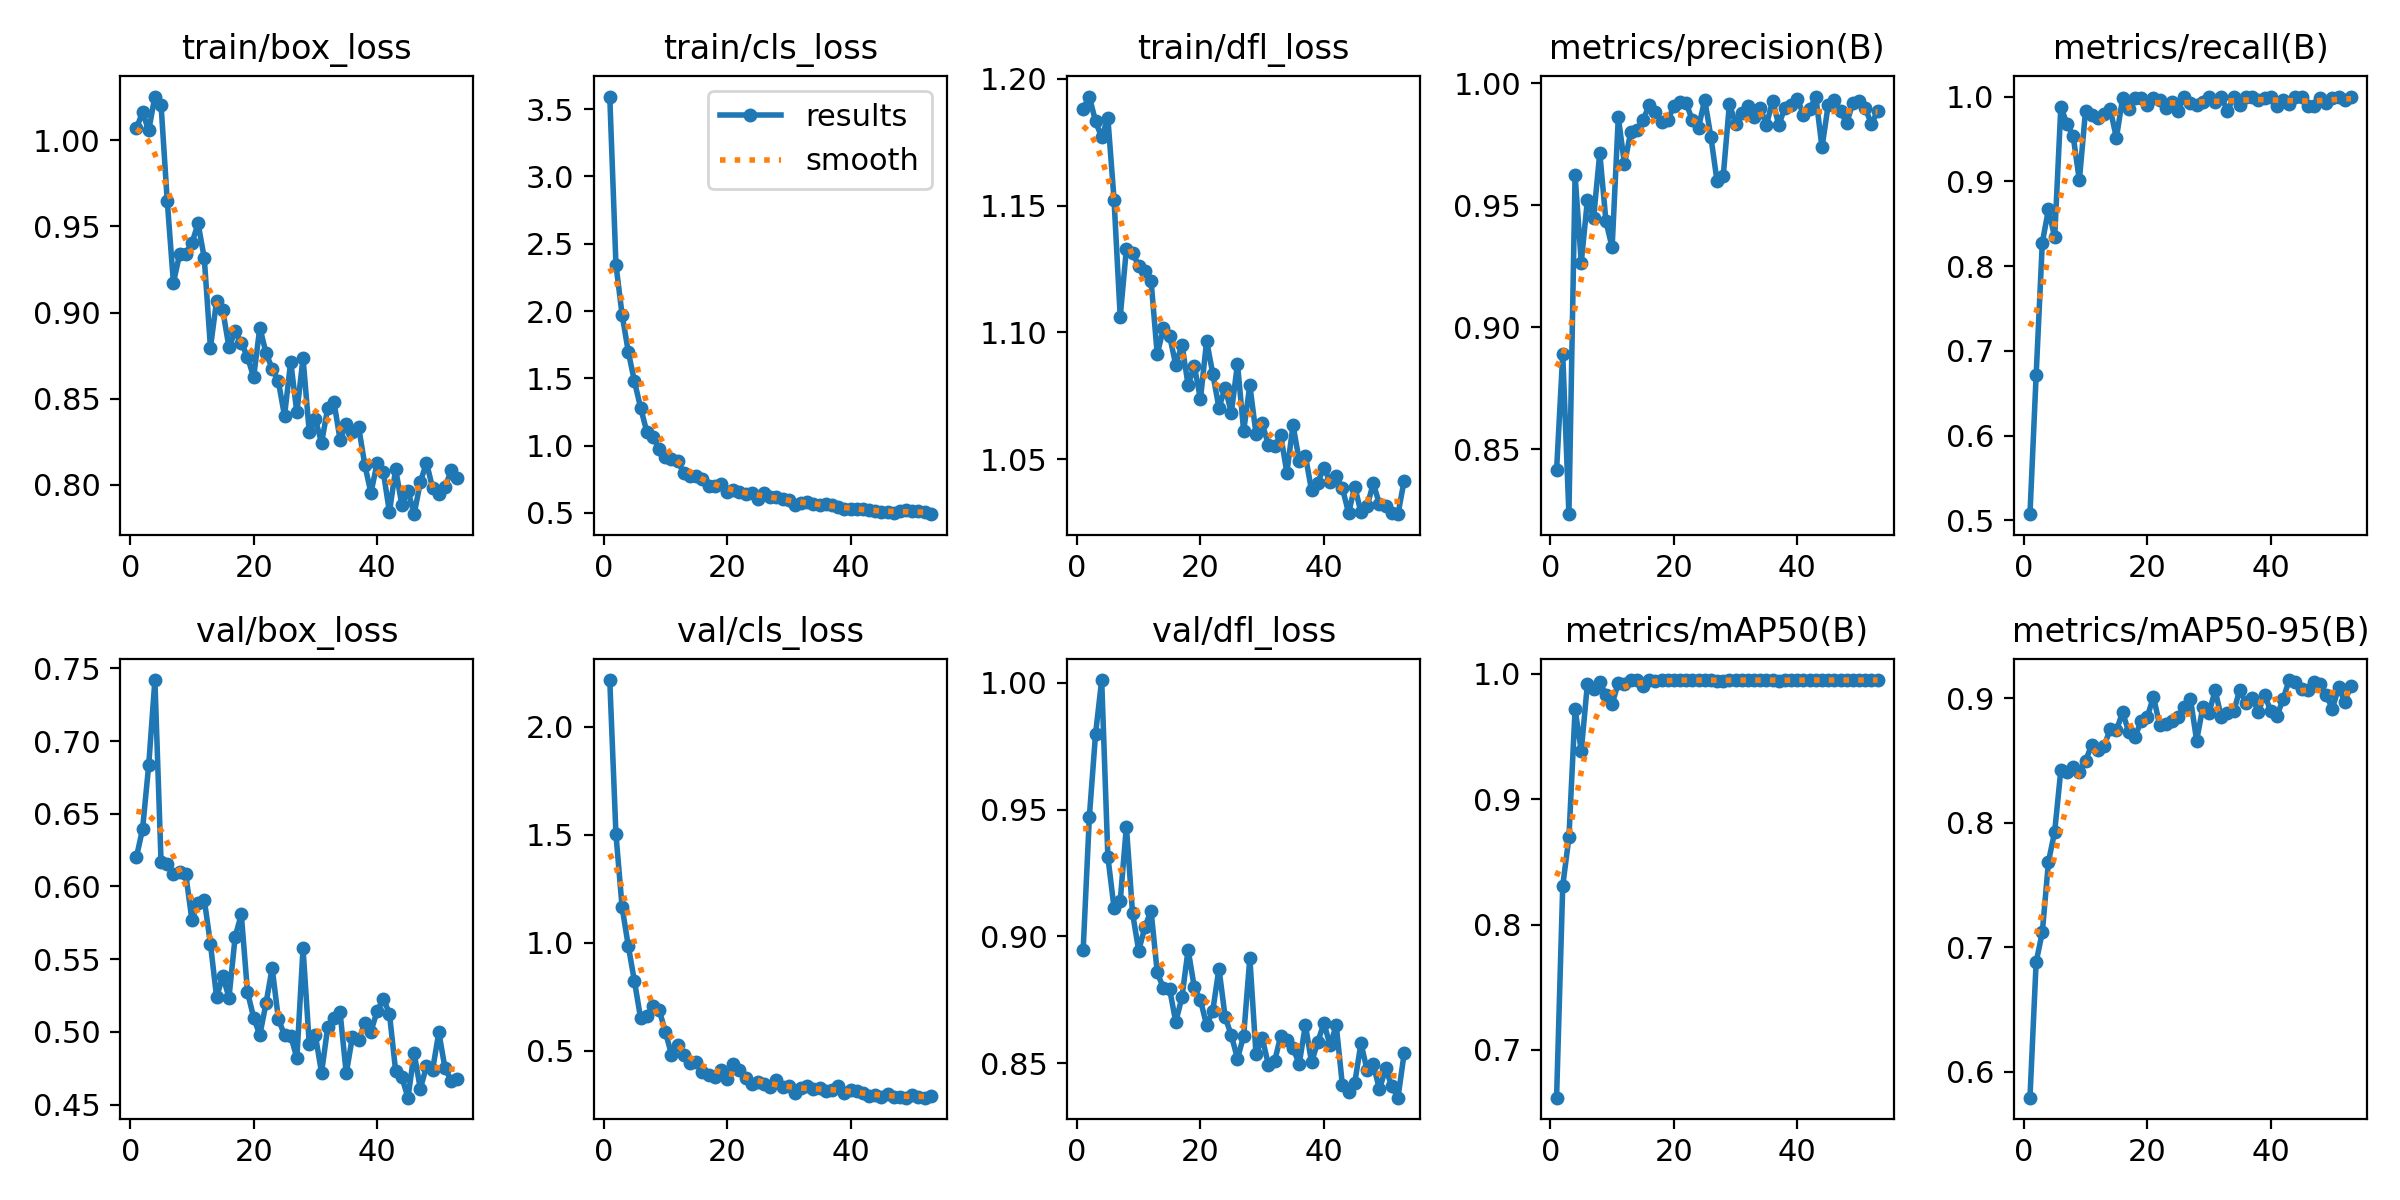 train/box_loss
train/cls_loss
train/dfl_loss
metrics/precision(B)
metrics/recall(B)
1.00
0.95
0.90
0.85
0.80
0 20 40
3.5
3.0
2.5
2.0
1.5
1.0
0.5
results
smooth
0 20 40
1.20
1.15
1.10
1.05
0 20 40
1.00
0.95
0.90
0.85
0 20 40
1.0
0.9
0.8
0.7
0.6
0.5
0 20 40
val/box_loss
val/cls_loss
val/dfl_loss
metrics/mAP50(B)
metrics/mAP50-95(B)
0.75
0.70
0.65
0.60
0.55
0.50
0.45
0 20 40
2.0
1.5
1.0
0.5
0 20 40
1.00
0.95
0.90
0.85
0 20 40
1.0
0.9
0.8
0.7
0 20 40
0.9
0.8
0.7
0.6
0 20 40